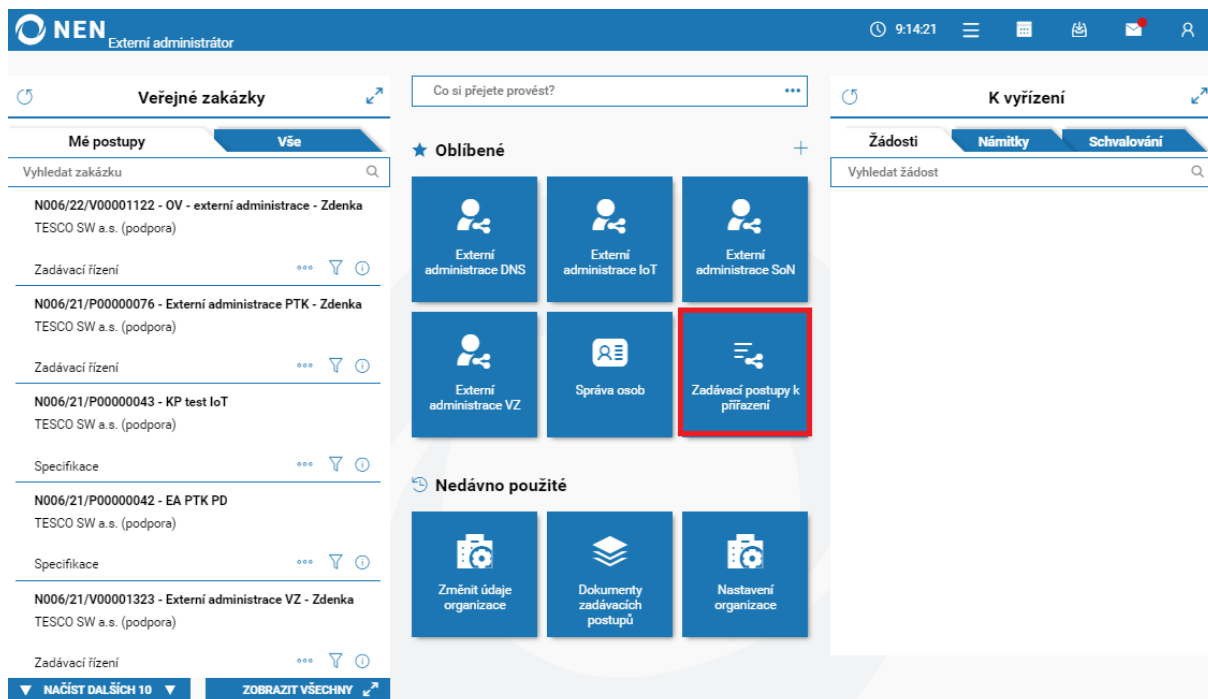 NEN
Externí administrátor
9:14:21
Veřejné zakázky
Mé postupy
Vše
Vyhledat zakázku
N006/22/V00001122 - OV - externí administrace - Zdenka
TESCO SW a.s. (podpora)
Zadávací řízení
N006/21/P00000076 - Externí administrace PTK - Zdenka
TESCO SW a.s. (podpora)
Zadávací řízení
N006/21/P00000043 - KP test IoT
TESCO SW a.s. (podpora)
Specifikace
N006/21/P00000042 - EA PTK PD
TESCO SW a.s. (podpora)
Specifikace
N006/21/V00001323 - Externí administrace VZ - Zdenka
TESCO SW a.s. (podpora)
Zadávací řízení
NAČÍST DALŠÍCH 10
ZOBRAZIT VŠECHNY
Co si přejete provést?
Oblíbené
Externí
administrace DNS
Externí
administrace IoT
Externí
administrace SoN
Externí
administrace VZ
Správa osob
Zadávací postupy k
přiřazení
Nedávno použité
Změnit údaje
organizace
Dokumenty
zadávacích
postupů
Nastavení
organizace
K vyřízení
Žádosti
Námitky
Schvalování
Vyhledat žádost